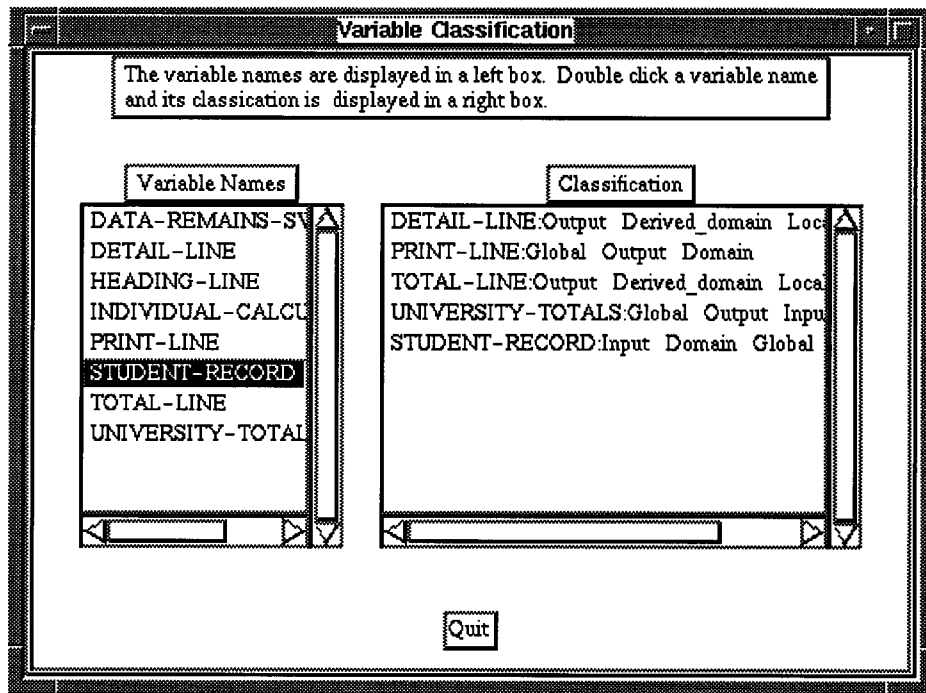 Variable Classification
The variable names are displayed in a left box. Double click a variable name
and its classication is displayed in a right box.
Variable Names
DATA-REMAINS-SV
DETAIL-LINE
HEADING-LINE
INDIVIDUAL-CALCU
PRINT-LINE
STUDENT-RECORD
TOTAL-LINE
UNIVERSITY-TOTAL
Classification
DETAIL-LINE:Output Derived_domain Loca
PRINT-LINE:Global Output Domain
TOTAL-LINE:Output Derived_domain Local
UNIVERSITY-TOTALS:Global Output Inpu
STUDENT-RECORD:Input Domain Global
Quit